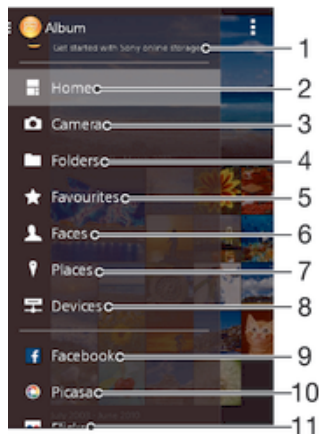 Album
Get started with Sony online storage
1
Home
2
Camera
3
Folders
4
Favourites
5
Faces
6
Places
7
Devices
8
Facebook
9
Picasa
10
Flickr
11